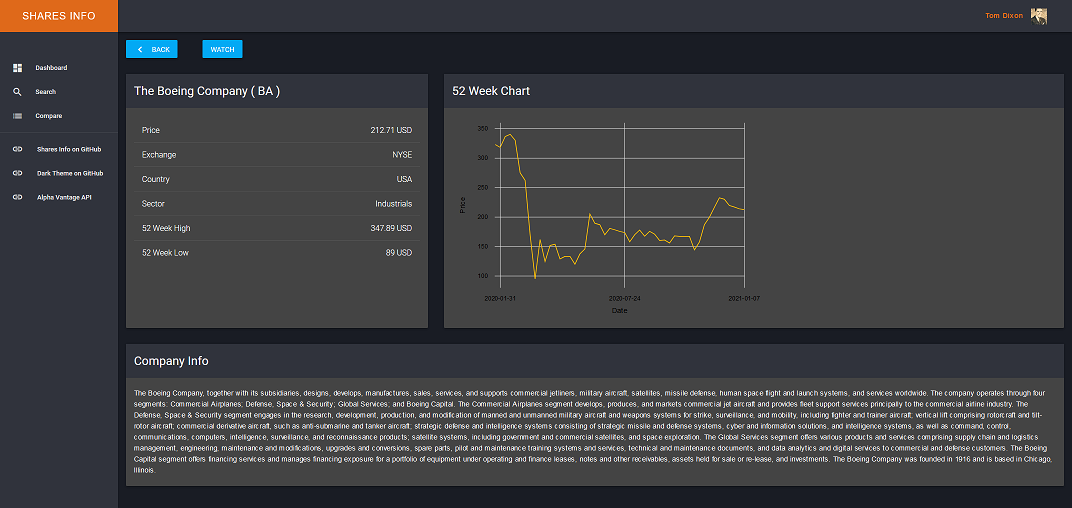 SHARES INFO
Tom Dixon
Dashboard
Search
Compare
Shares Info on GitHub
Dark Theme on GitHub
Alpha Vantage API
BACK
WATCH
The Boeing Company ( BA )
Price 212.71 USD
Exchange NYSE
Country USA
Sector Industrials
52 Week High 347.89 USD
52 Week Low 89 USD
52 Week Chart
350
300
250
200
150
100
Price
2020-01-31 2020-07-24 2021-01-07
Date
Company Info
The Boeing Company, together with its subsidiaries, designs, develops, manufactures, sales, services, and supports commercial jetliners, military aircraft, satellites, missile defense, human space flight and launch systems, and services worldwide. The company operates through four
segments: Commercial Airplanes; Defense, Space & Security; Global Services; and Boeing Capital. The Commercial Airplanes segment develops, produces, and markets commercial jet aircraft and provides fleet support services principally to the commercial airline industry. The
Defense, Space & Security segment engages in the research, development, production, and modification of manned and unmanned military aircraft and weapons systems for strike, surveillance, and mobility, including fighter and trainer aircraft; vertical lift comprising rotorcraft and tilt-
rotor aircraft; commercial derivative aircraft, such as anti-submarine and tanker aircraft; strategic defense and intelligence systems consisting of strategic missile and defense systems, cyber and information solutions, and intelligence systems, as well as command, control,
communications, computers, intelligence, surveillance, and reconnaissance products; satellite systems, including government and commercial satellites, and space exploration. The Global Services segment offers various products and services comprising supply chain and logistics
management, engineering, maintenance and modifications, upgrades and conversions, spare parts, pilot and maintenance training systems and services, technical and maintenance documents, and data analytics and digital services to commercial and defense customers. The Boeing
Capital segment offers financing services and manages financing exposure for a portfolio of equipment under operating and finance leases, notes and other receivables, assets held for sale or re-lease, and investments. The Boeing Company was founded in 1916 and is based in Chicago,
Illinois.